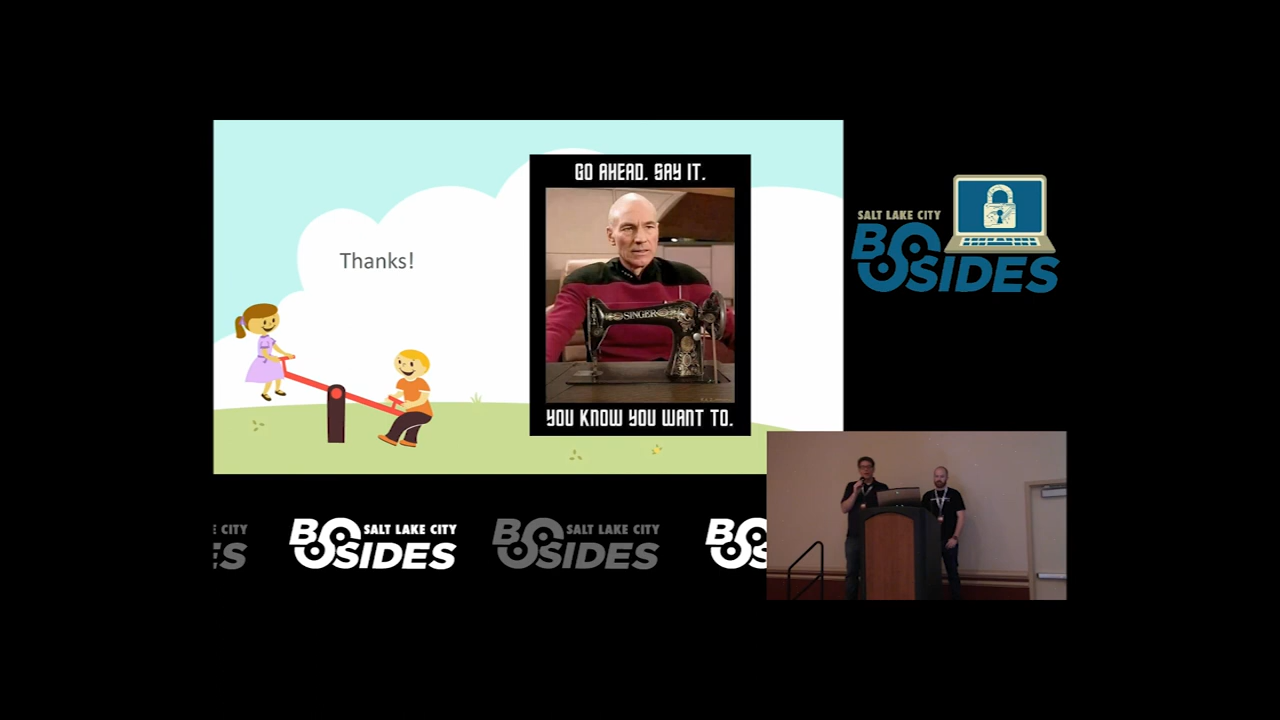 GO AHEAD. SAY IT.
Thanks!
SINGER
YOU KNOW YOU WANT TO.
SALT LAKE CITY
BSIDES
CITY
ES
BSIDES SALT LAKE CITY
BSIDES SALT LAKE CITY
BS